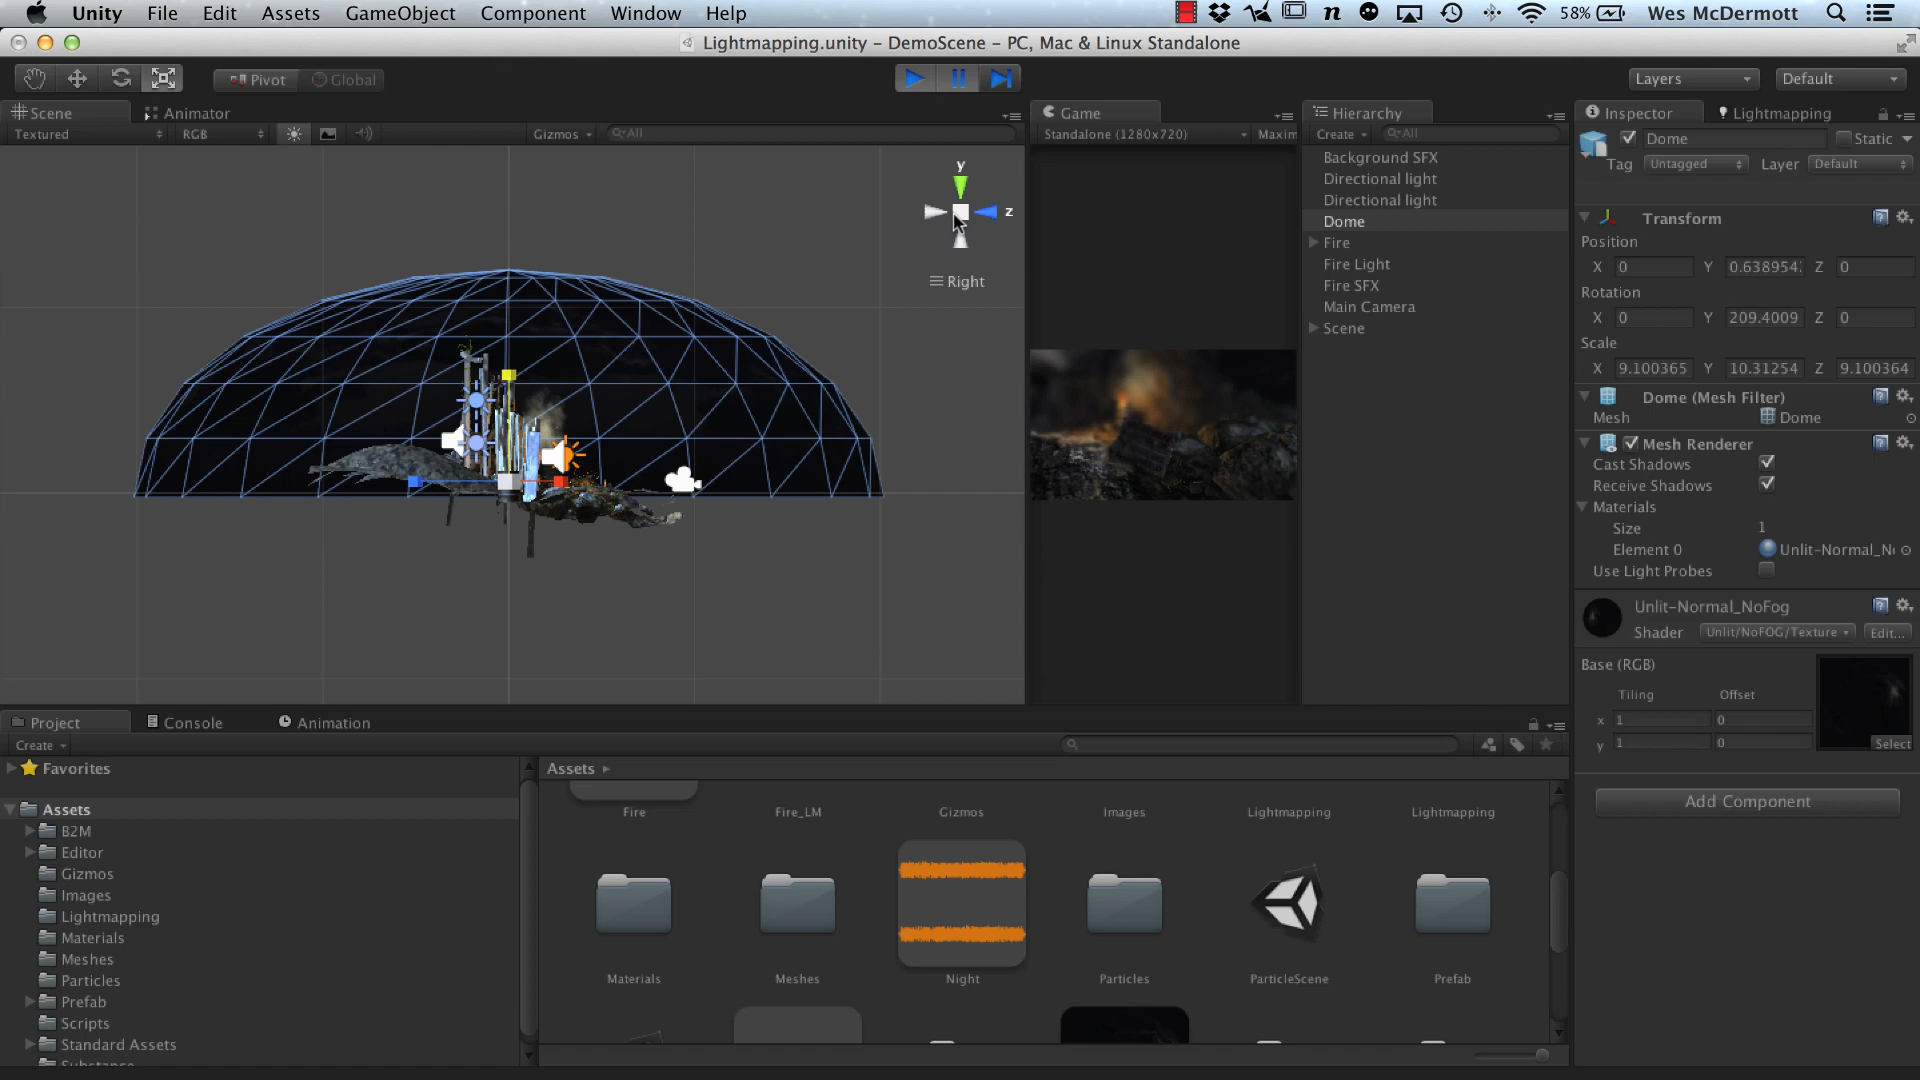 Unity File Edit Assets GameObject Component Window Help 58% Wes McDermott
Lightmapping.unity – DemoScene – PC, Mac & Linux Standalone
Pivot Global Layers Default
Scene Animator Game Hierarchy Inspector Lightmapping
Textured RGB Gizmos All Standalone (1280x720) Maxim Create All
Dome Static
Tag Untagged Layer Default
y
z
Right
Background SFX
Directional light
Directional light
Dome
Fire
Fire Light
Fire SFX
Main Camera
Scene
Transform
Position
X 0 Y 0.638954 Z 0
Rotation
X 0 Y 209.4009 Z 0
Scale
X 9.100365 Y 10.31254 Z 9.100364
Dome (Mesh Filter)
Mesh Dome
Mesh Renderer
Cast Shadows
Receive Shadows
Materials
Size 1
Element 0 Unlit-Normal_N
Use Light Probes
Unlit-Normal_NoFog
Shader Unlit/NoFOG/Texture Edit...
Base (RGB)
Tiling Offset
x 1 0
y 1 0
Select
Add Component
Project Console Animation
Create
Favorites
Assets
B2M
Editor
Gizmos
Images
Lightmapping
Materials
Meshes
Particles
Prefab
Scripts
Standard Assets
Substance
Assets
Fire Fire_LM Gizmos Images Lightmapping Lightmapping
Materials Meshes Night Particles ParticleScene Prefab